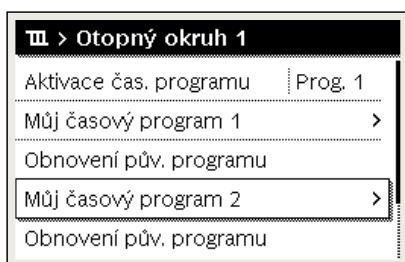 > Otopný okruh 1
Aktivace čas. programu Prog. 1
Můj časový program 1 >
Obnovení pův. programu
Můj časový program 2 >
Obnovení pův. programu